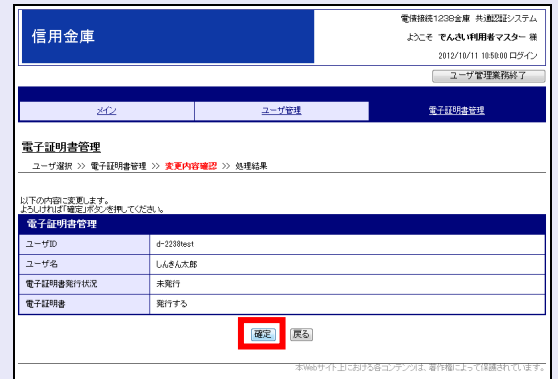 信用金庫
電債接続1238金庫 共通認証システム
ようこそ でんさい利用者マスター 様
2012/10/11 10:50:00 ログイン
ユーザ管理業務終了
メイン
ユーザ管理
電子証明書管理
電子証明書管理
ユーザ選択 >> 電子証明書管理 >> 変更内容確認 >> 処理結果
以下の内容に変更します。
よろしければ「確定」ボタンを押してください。
電子証明書管理
ユーザID d-2238test
ユーザ名 しんきん太郎
電子証明書発行状況 未発行
電子証明書 発行する
確定 戻る
本Webサイト上における各コンテンツは、著作権によって保護されています。